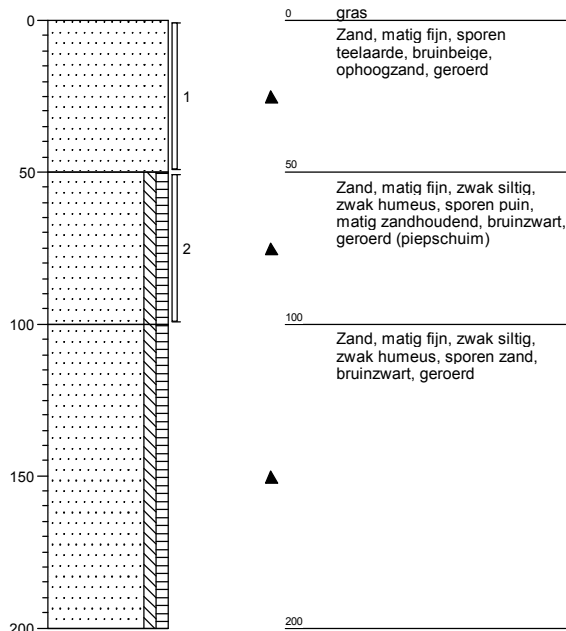 0
50
100
150
200
1
2
0
gras
Zand, matig fijn, sporen
teelaarde, bruinbeige,
ophoogzand, geroerd
50
Zand, matig fijn, zwak siltig,
zwak humeus, sporen puin,
matig zandhoudend, bruinzwart,
geroerd (piepschuim)
100
Zand, matig fijn, zwak siltig,
zwak humeus, sporen zand,
bruinzwart, geroerd
200